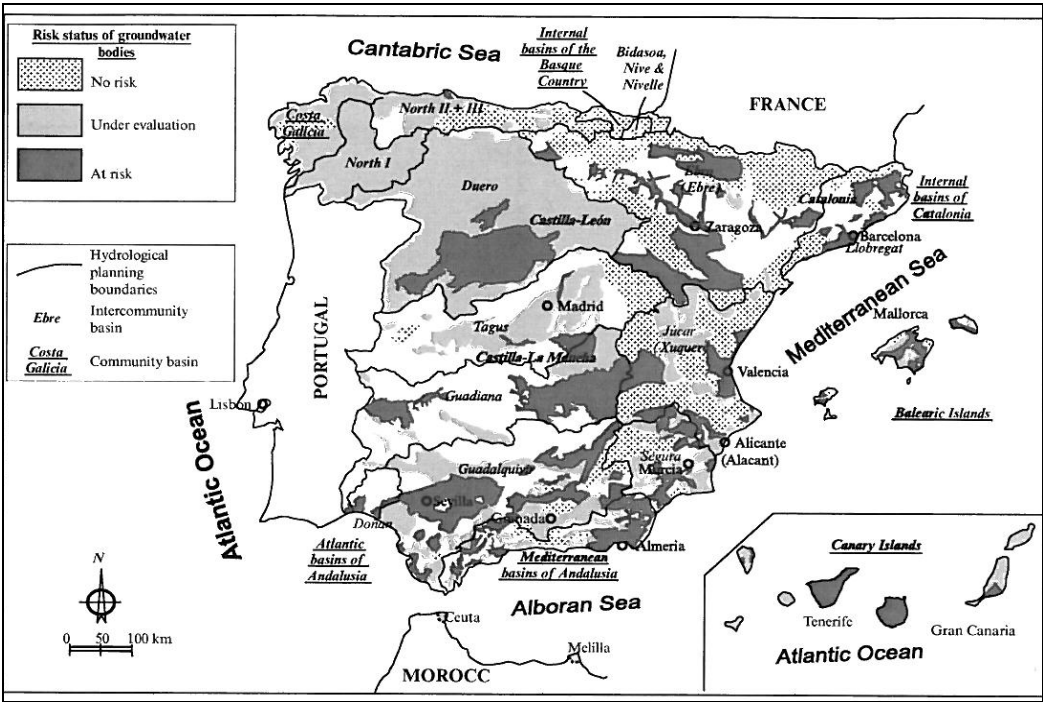 Risk status of groundwater
bodies
No risk
Under evaluation
At risk
Hydrological
planning
boundaries
Ebre
Intercommunity
basin
Costa
Galicia
Community basin
Cantabric Sea
Internal
basins of the
Basque
Country
Bidasoa,
Nive &
Nivelle
FRANCE
Costa
Galicia
North II + III
North I
Duero
Castilla-León
(Ebre)
Zaragoza
Catalonia
Internal
basins of
Catalonia
Barcelona
Llobregat
Madrid
Tagus
Castilla-La Mancha
Júcar
(Xuquer)
Mediterranean Sea
Mallorca
Valencia
Balearic Islands
PORTUGAL
Lisbon
Guadiana
Atlantic Ocean
Alicante
(Alacant)
Segura
Murcia
Guadalquivir
Sevilla
Granada
Almeria
Atlantic
basins of
Andalusia
Mediterranean
basins of Andalusia
Alboran Sea
Ceuta
Melilla
MOROCC
N
0 50 100 km
Canary Islands
Tenerife
Gran Canaria
Atlantic Ocean